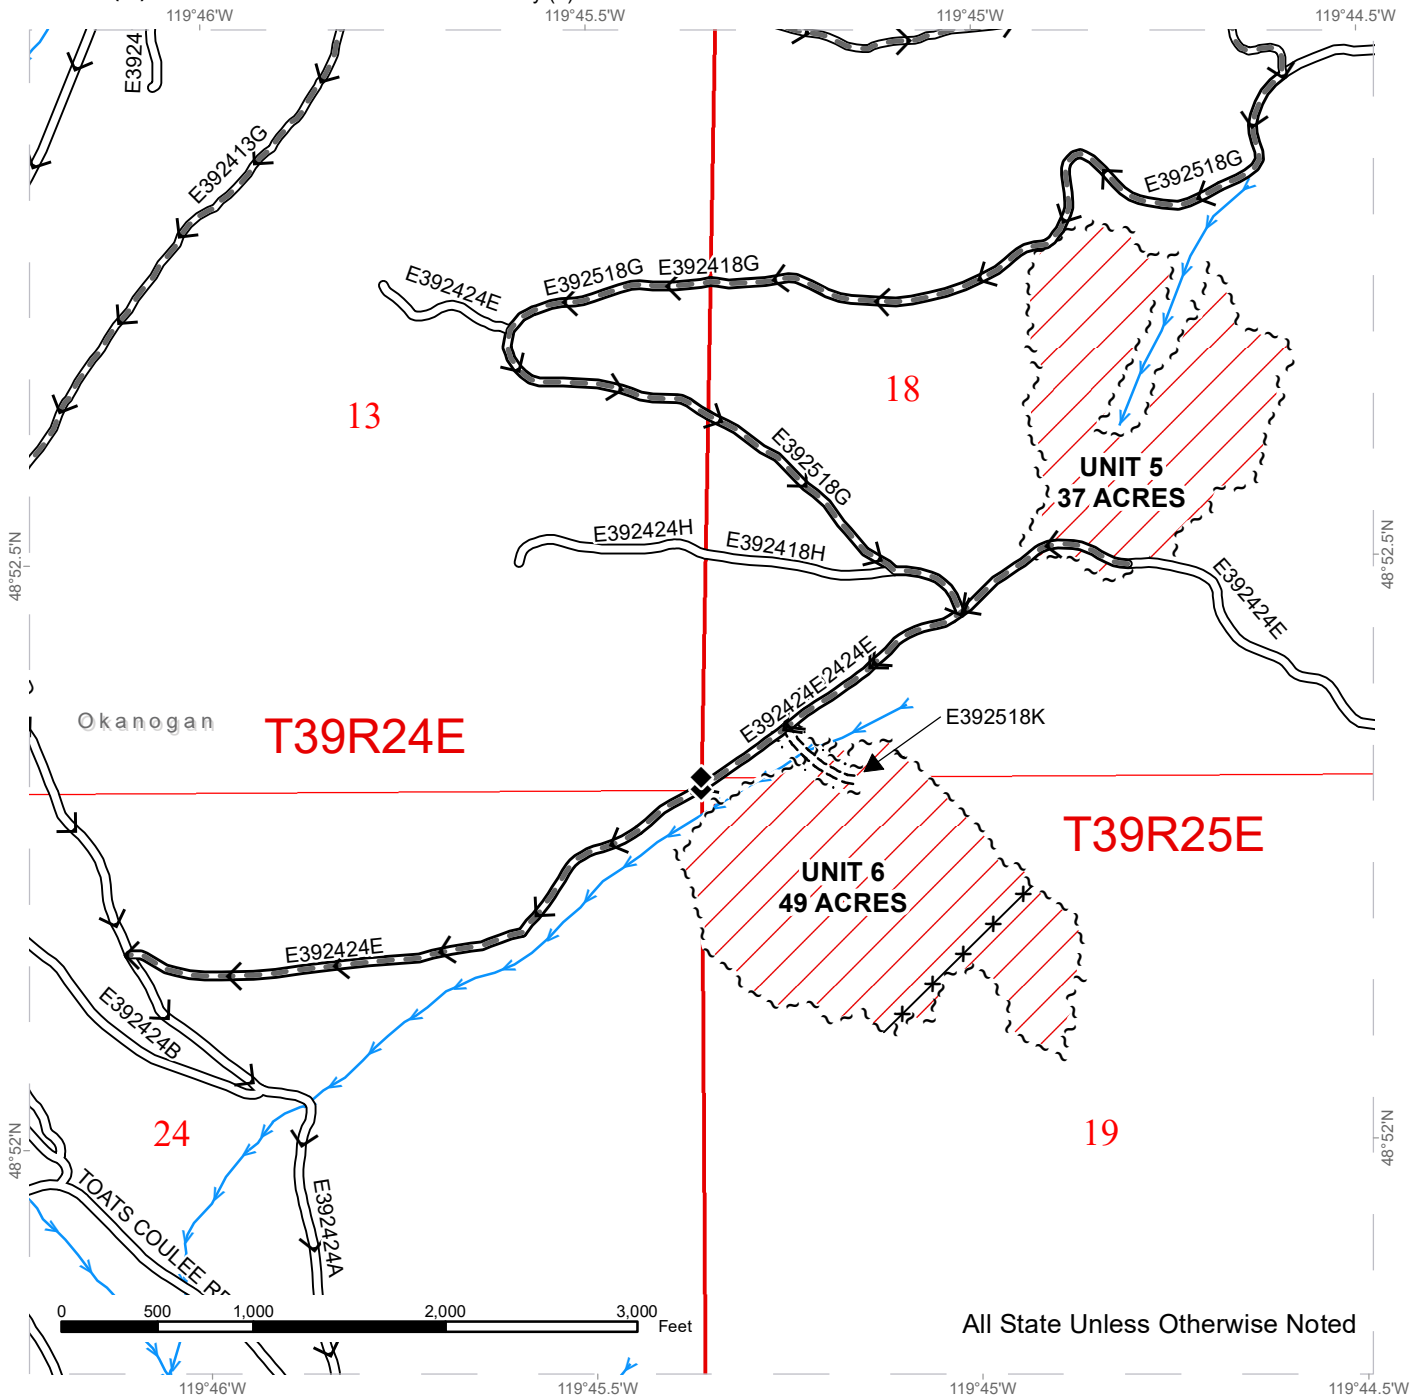 119°46'W
119°45.5'W
119°45'W
119°44.5'W
E3924
E392413G
E392518G
E392424E
E392518G
E392418G
13
18
E392518G
UNIT 5
37 ACRES
E392424H
E392418H
48°52.5'N
48°52.5'N
E392424E
E392424E
2424E
Okanogan
T39R24E
E392518K
T39R25E
UNIT 6
49 ACRES
E392424E
E392424B
24
19
48°52'N
48°52'N
TOATS COULEE RD
E392424A
0 500 1,000 2,000 3,000
Feet
All State Unless Otherwise Noted
119°46'W
119°45.5'W
119°45'W
119°44.5'W